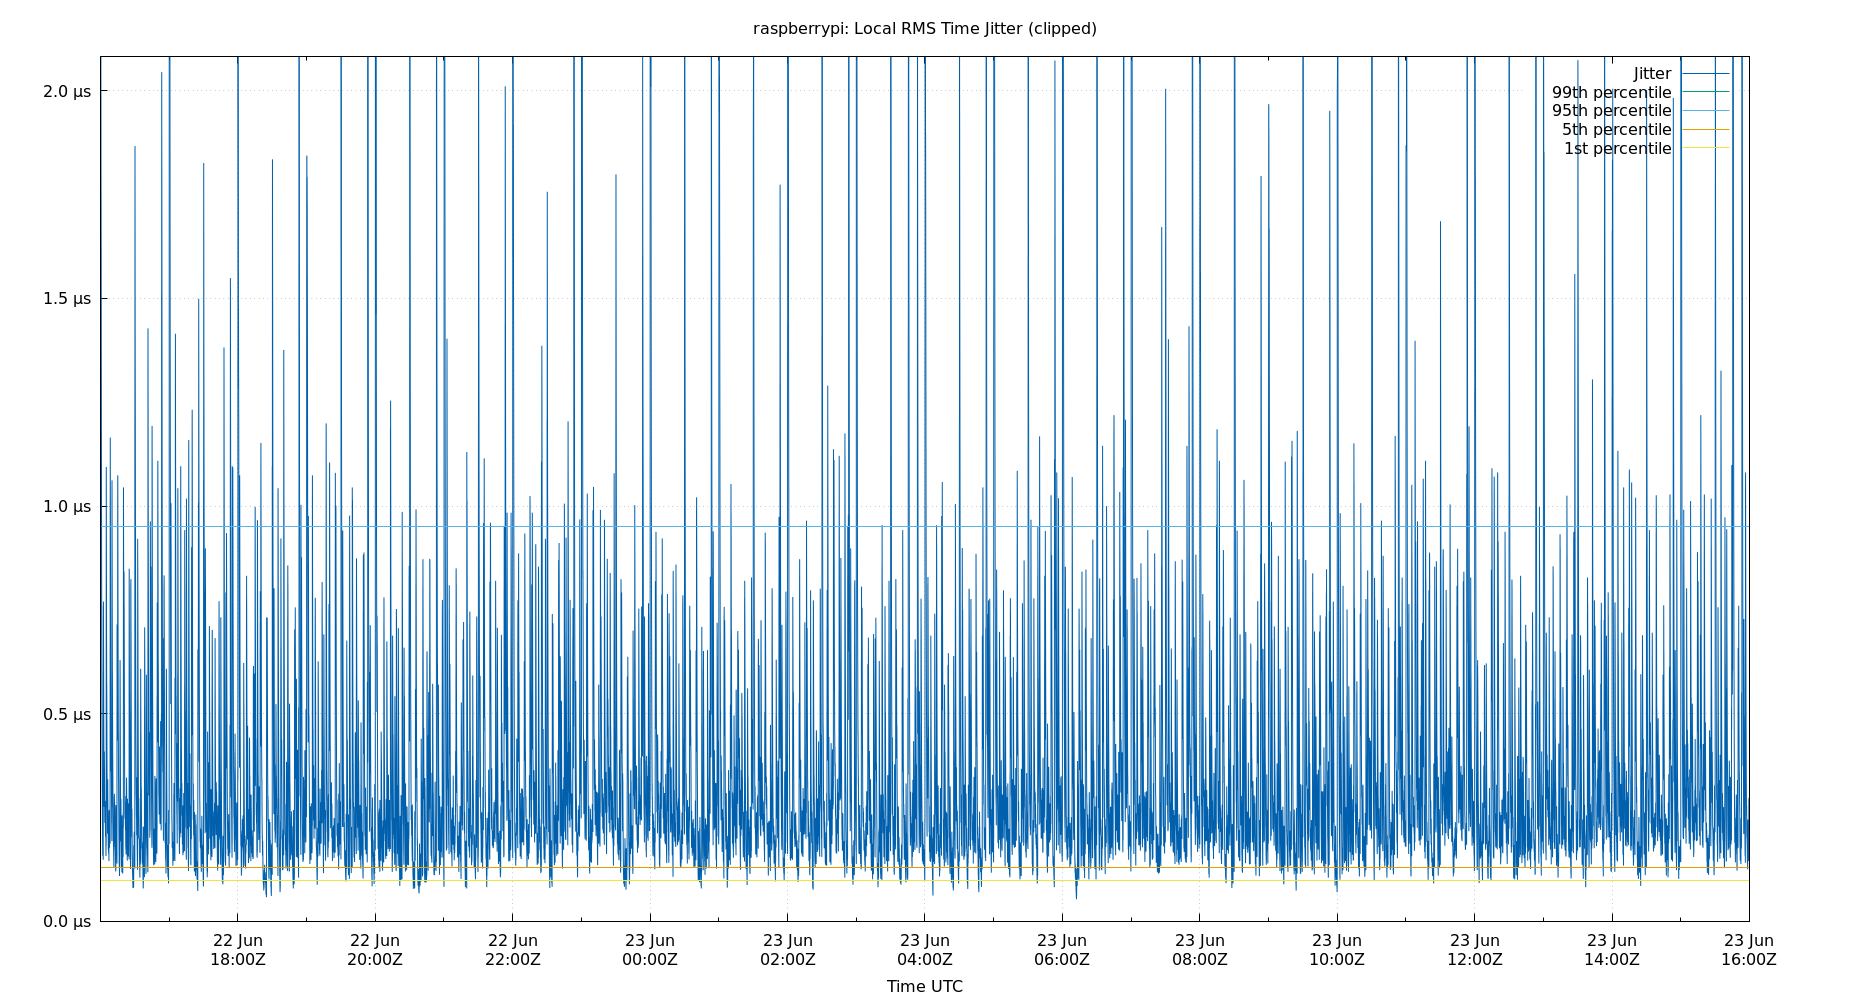 raspberrypi: Local RMS Time Jitter (clipped)
Jitter
99th percentile
95th percentile
5th percentile
1st percentile
2.0 μs
1.5 μs
1.0 μs
0.5 μs
0.0 μs
22 Jun 22 Jun 22 Jun 23 Jun 23 Jun 23 Jun 23 Jun 23 Jun 23 Jun 23 Jun 23 Jun 23 Jun
18:00Z 20:00Z 22:00Z 00:00Z 02:00Z 04:00Z 06:00Z 08:00Z 10:00Z 12:00Z 14:00Z 16:00Z
Time UTC